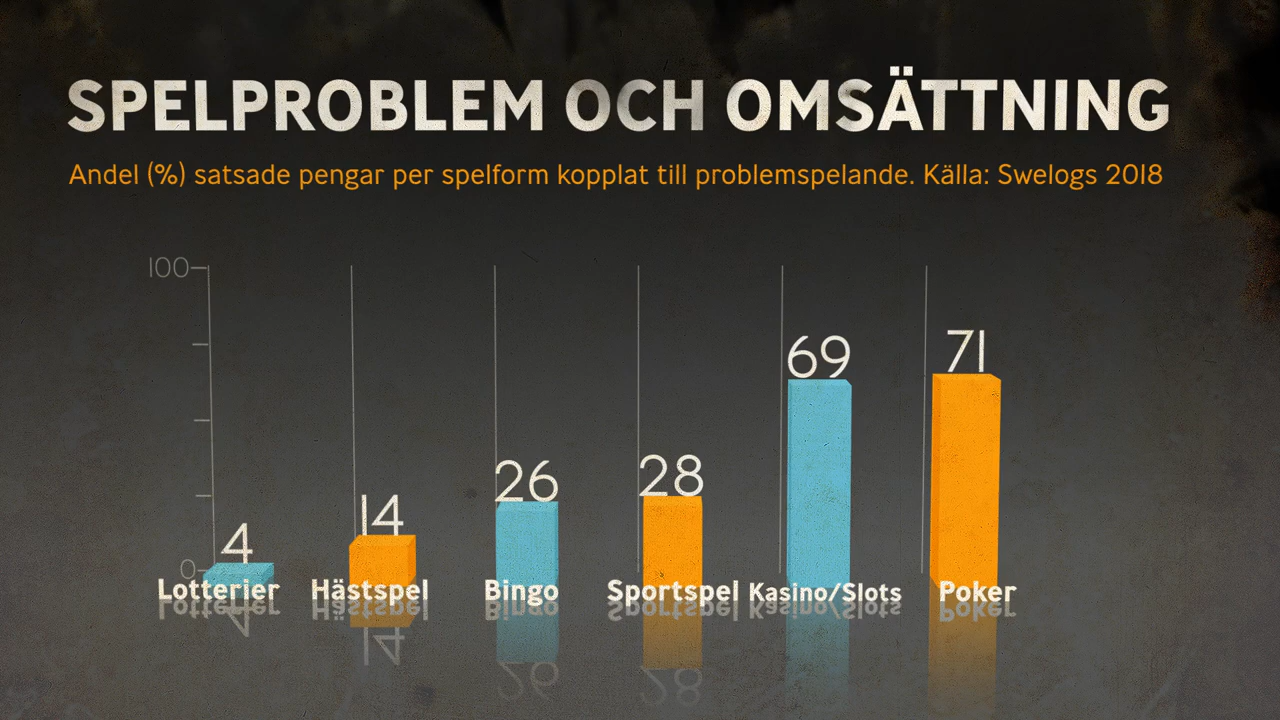 SPELPROBLEM OCH OMSÄTTNING
Andel (%) satsade pengar per spelform kopplat till problemspelande. Källa: Swelogs 2018
100
71
69
28
26
14
4
0
Lotterier Hästspel Bingo Sportspel Kasino/Slots Poker